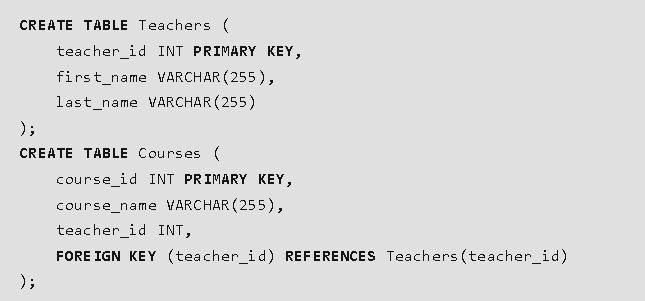 CREATE TABLE Teachers (
    teacher_id INT PRIMARY KEY,
    first_name VARCHAR(255),
    last_name VARCHAR(255)
);
CREATE TABLE Courses (
    course_id INT PRIMARY KEY,
    course_name VARCHAR(255),
    teacher_id INT,
    FOREIGN KEY (teacher_id) REFERENCES Teachers(teacher_id)
);